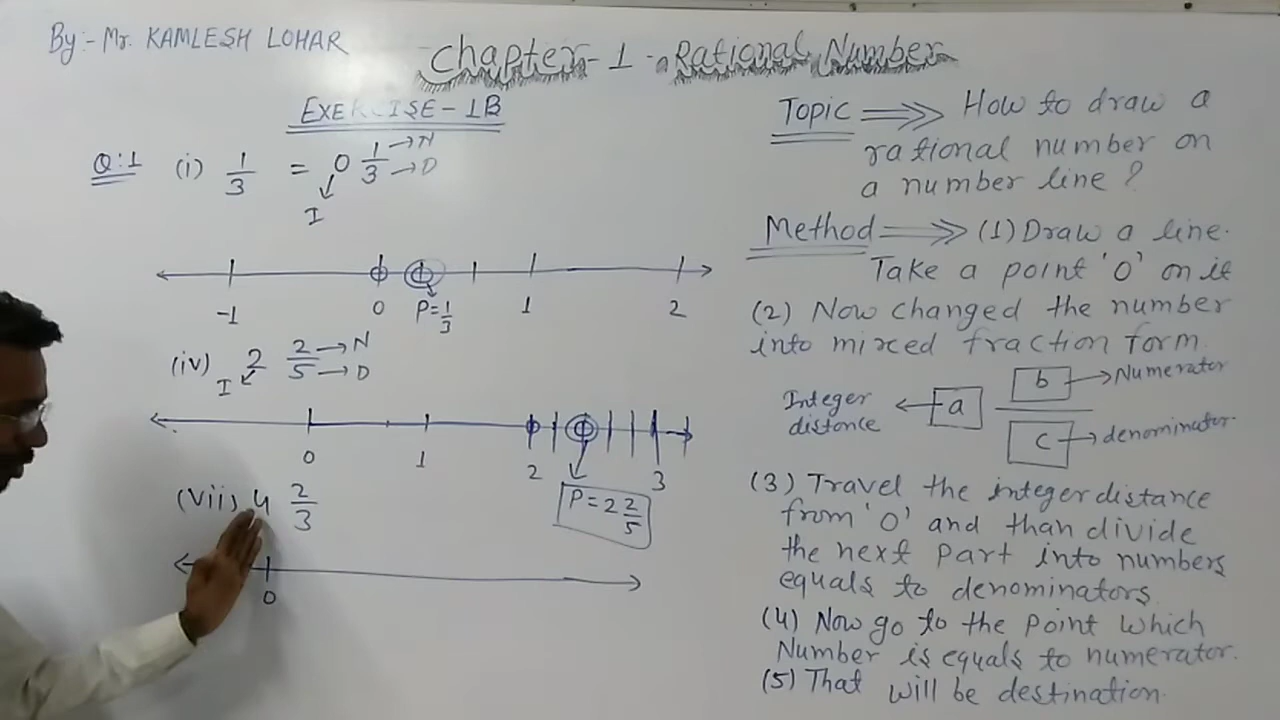 By:- Mr. KAMLESH LOHAR
Chapter-1 - Rational Number
EXERCISE-1B
Q:1 (i) 1/3 = 0 1/3 → N → D
I
-1 0 P=1/3 1 2
(iv) 2 2/5 → N → D
I
0 1 2 3
P=2 2/5
(vii) 4 2/3
0
Topic ⟹ How to draw a
rational number on
a number line?
Method ⟹ (1) Draw a line.
Take a point 'O' on it
(2) Now changed the number
into mixed fraction form.
Integer distance ← a b → Numerator
c → denominator
(3) Travel the integer distance
from 'O' and than divide
the next part into numbers
equals to denominators.
(4) Now go to the point which
Number is equals to numerator.
(5) That will be destination.